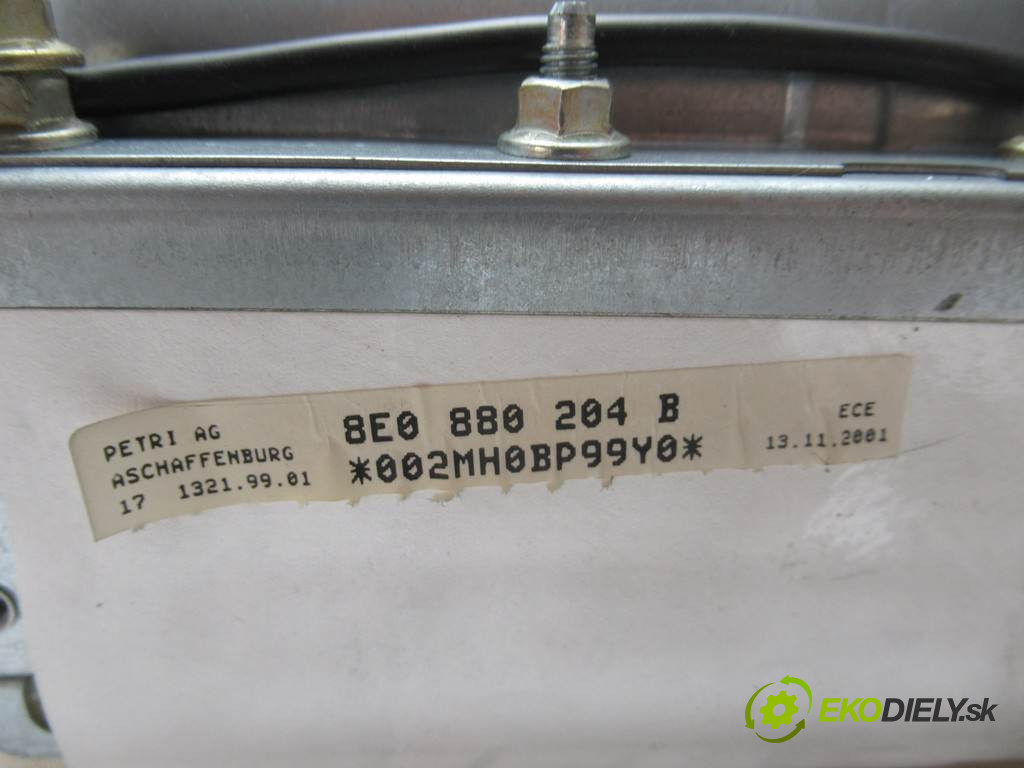 PETRI AG
ASCHAFFENBURG
17 1321.99.01
8E0 880 204 B
*002MH0BP99Y0*
ECE
13.11.2001
EKODIELY.sk